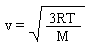 v = √(3RT / M)